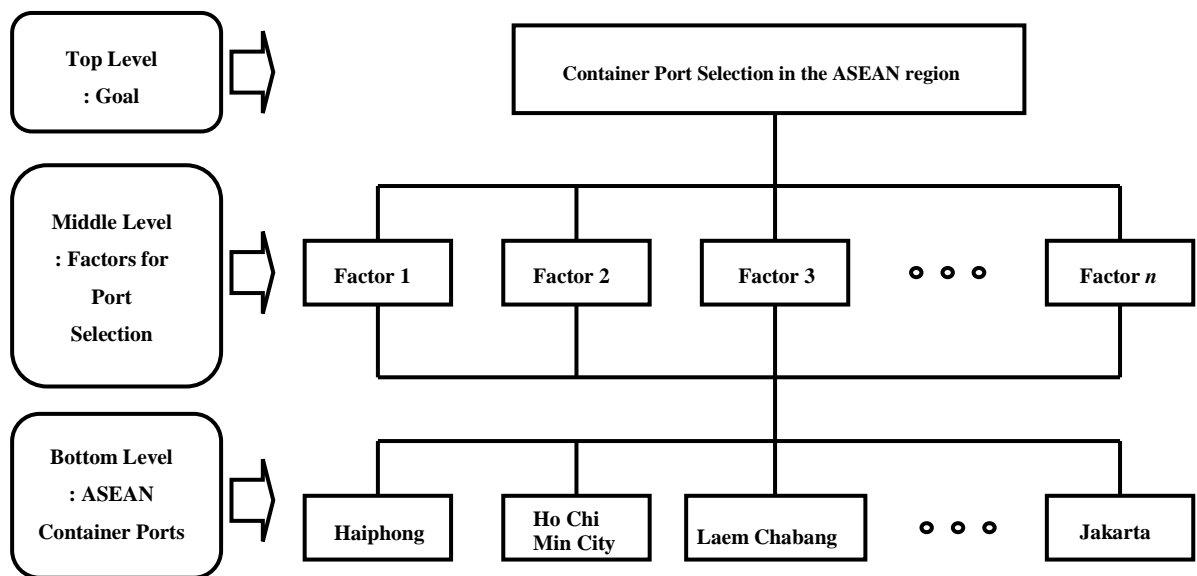 Top Level
: Goal
Container Port Selection in the ASEAN region
Middle Level
: Factors for
Port
Selection
Factor 1
Factor 2
Factor 3
Factor n
Bottom Level
: ASEAN
Container Ports
Haiphong
Ho Chi
Min City
Laem Chabang
Jakarta